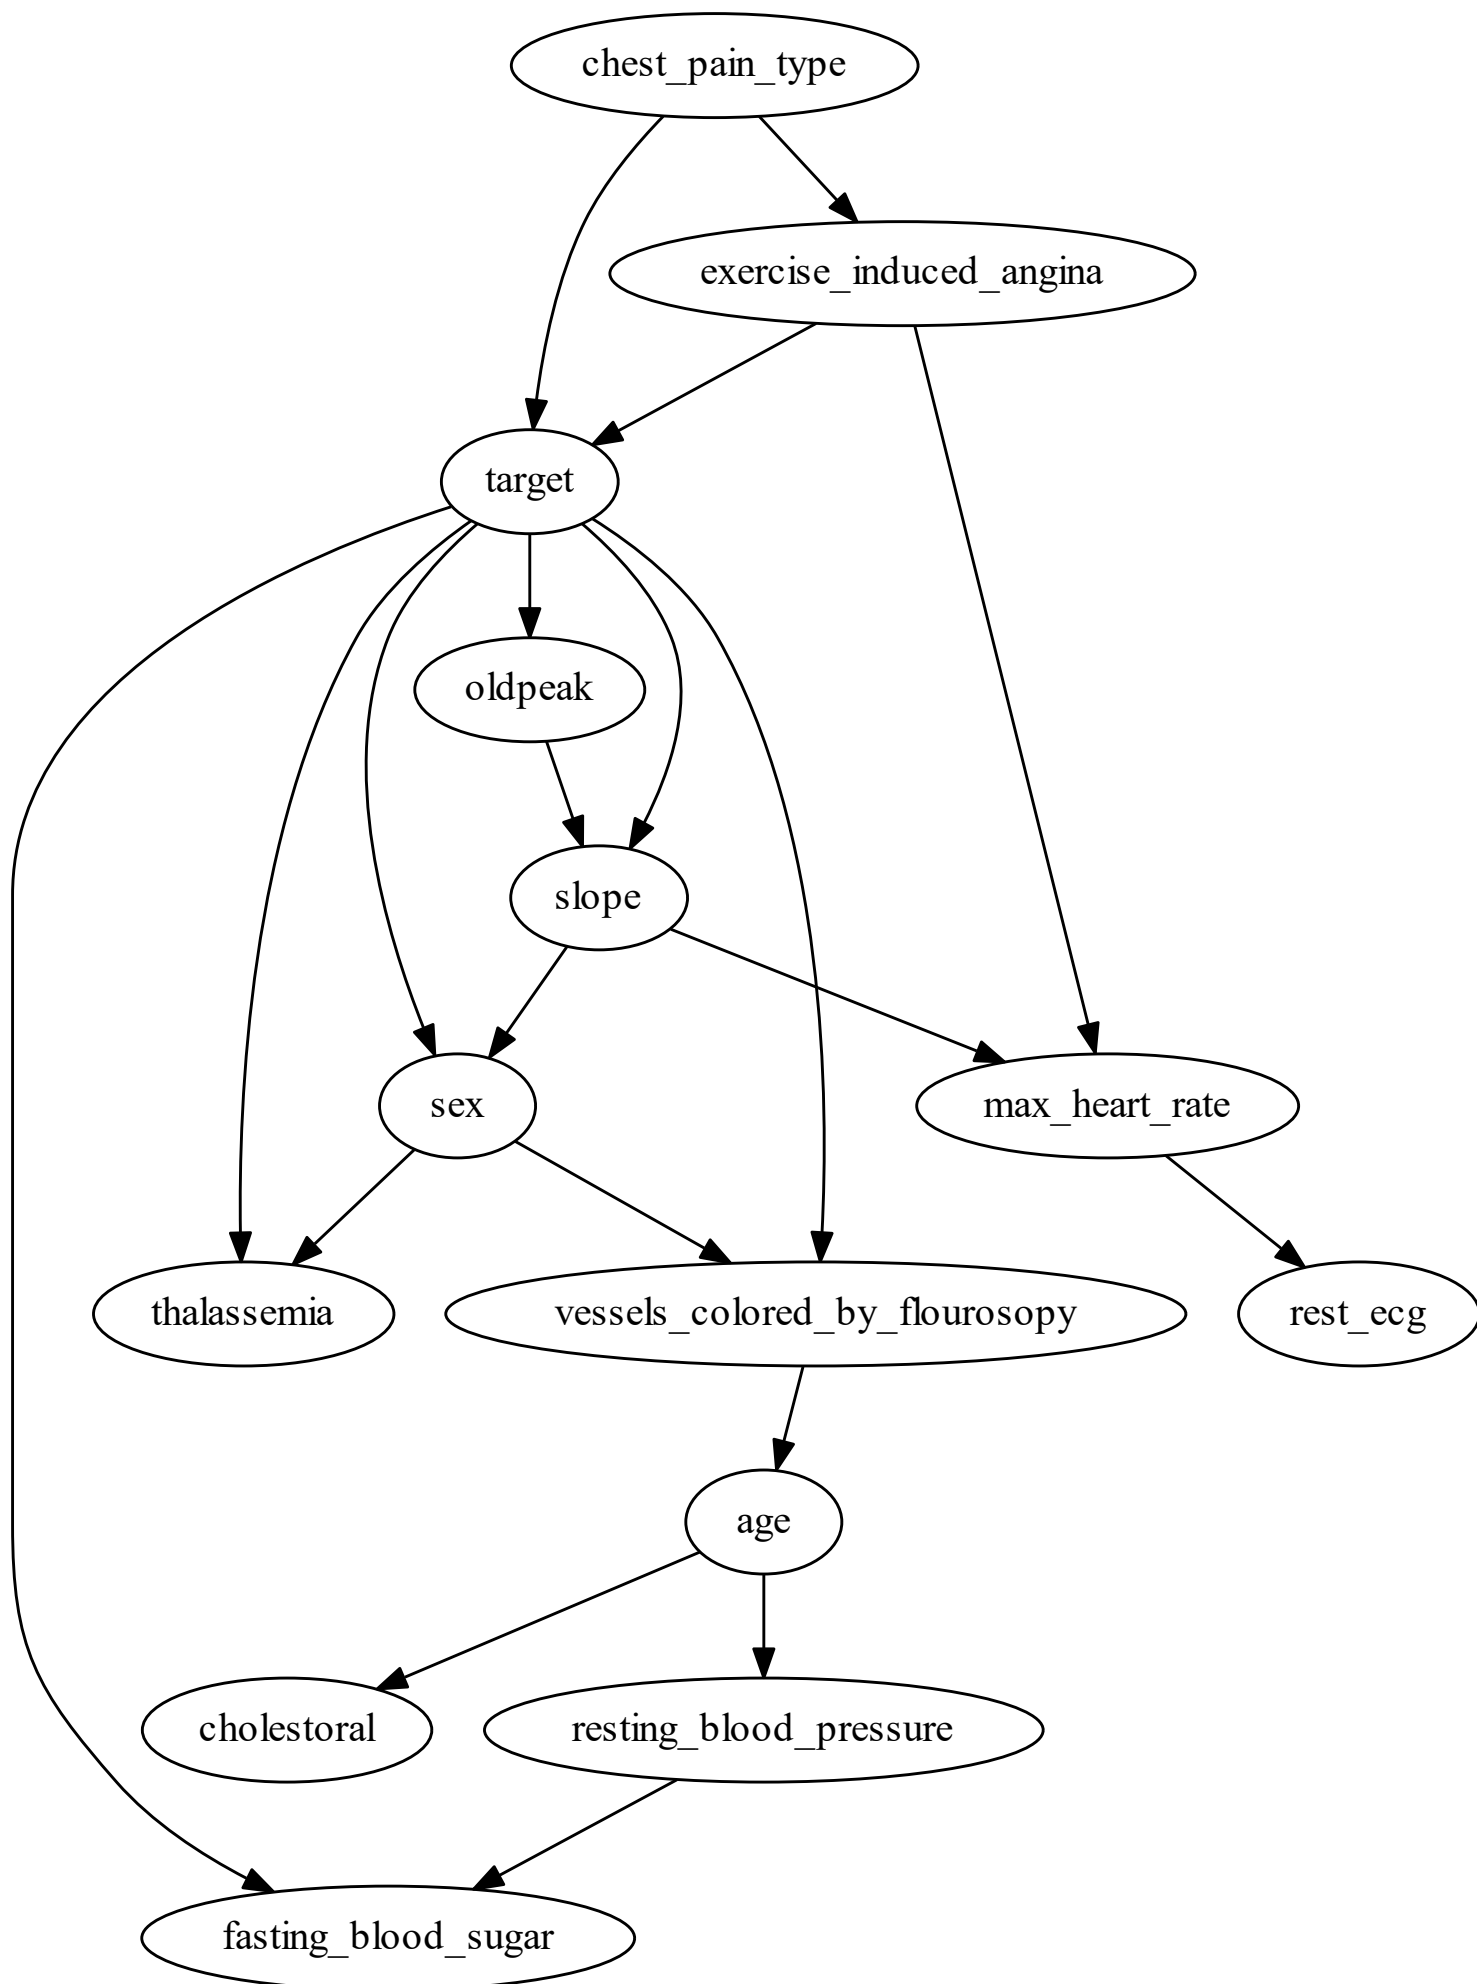 chest_pain_type
exercise_induced_angina
target
oldpeak
slope
sex
max_heart_rate
thalassemia
vessels_colored_by_flourosopy
rest_ecg
age
cholestoral
resting_blood_pressure
fasting_blood_sugar